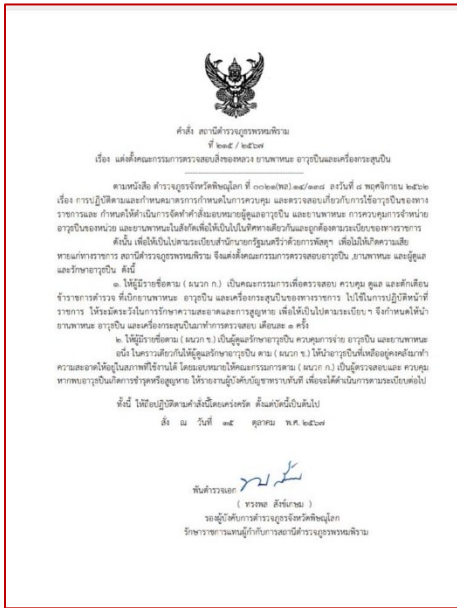 คำสั่ง สถานีตำรวจภูธรพรหมพิราม
ที่ ๒๑๕ / ๒๕๖๗
เรื่อง แต่งตั้งคณะกรรมการตรวจสอบสิ่งของหลวง ยานพาหนะ อาวุธปืนและเครื่องกระสุนปืน
ตามหนังสือ ตำรวจภูธรจังหวัดพิษณุโลก ที่ ๐๐๒๑(พล).๑๔/๑๑๓๘ ลงวันที่ ๘ พฤศจิกายน ๒๕๖๒
เรื่อง การปฏิบัติตามและกำหนดมาตรการกำหนดในการควบคุม และตรวจสอบเกี่ยวกับการใช้อาวุธปืนของทาง
ราชการและ กำหนดให้ดำเนินการจัดทำคำสั่งมอบหมายผู้ดูแลอาวุธปืน และยานพาหนะ การควบคุมการจำหน่าย
อาวุธปืนของหน่วย และยานพาหนะในสังกัดเพื่อให้เป็นไปในทิศทางเดียวกันและถูกต้องตามระเบียบของทางราชการ
ดังนั้น เพื่อให้เป็นไปตามระเบียบสำนักนายกรัฐมนตรีว่าด้วยการพัสดุฯ เพื่อไม่ให้เกิดความเสีย
หายแก่ทางราชการ สถานีตำรวจภูธรพรหมพิราม จึงแต่งตั้งคณะกรรมการตรวจสอบอาวุธปืน ,ยานพาหนะ และผู้ดูแล
และรักษาอาวุธปืน ดังนี้
๑. ให้ผู้มีรายชื่อตาม ( ผนวก ก.) เป็นคณะกรรมการเพื่อตรวจสอบ ควบคุม ดูแล และตักเตือน
ข้าราชการตำรวจ ที่เบิกยานพาหนะ อาวุธปืน และเครื่องกระสุนปืนของทางราชการ ไปใช้ในการปฏิบัติหน้าที่
ราชการ ให้ระมัดระวังในการรักษาความสะอาดและการสูญหาย เพื่อให้เป็นไปตามระเบียบ ฯ จึงกำหนดให้นำ
ยานพาหนะ อาวุธปืน และเครื่องกระสุนปืนมาทำการตรวจสอบ เดือนละ ๑ ครั้ง
๒. ให้ผู้มีรายชื่อตาม ( ผนวก ข.) เป็นผู้ดูแลรักษาอาวุธปืน ควบคุมการจ่าย อาวุธปืน และยานพาหนะ
อนึ่ง ในคราวเดียวกันให้ผู้ดูแลรักษาอาวุธปืน ตาม ( ผนวก ข.) ให้นำอาวุธปืนที่เหลืออยู่คงคลังมาทำ
ความสะอาดให้อยู่ในสภาพที่ใช้งานได้ โดยมอบหมายให้คณะกรรมการตาม ( ผนวก ก.) เป็นผู้ตรวจสอบและ ควบคุม
หากพบอาวุธปืนเกิดการชำรุดหรือสูญหาย ให้รายงานผู้บังคับบัญชาทราบทันที เพื่อจะได้ดำเนินการตามระเบียบต่อไป
ทั้งนี้ ให้ถือปฏิบัติตามคำสั่งนี้โดยเคร่งครัด ตั้งแต่บัดนี้เป็นต้นไป
สั่ง ณ วันที่ ๑๕ ตุลาคม พ.ศ. ๒๕๖๗
พันตำรวจเอก
( ทรงพล สังข์เกษม )
รองผู้บังคับการตำรวจภูธรจังหวัดพิษณุโลก
รักษาราชการแทนผู้กำกับการสถานีตำรวจภูธรพรหมพิราม